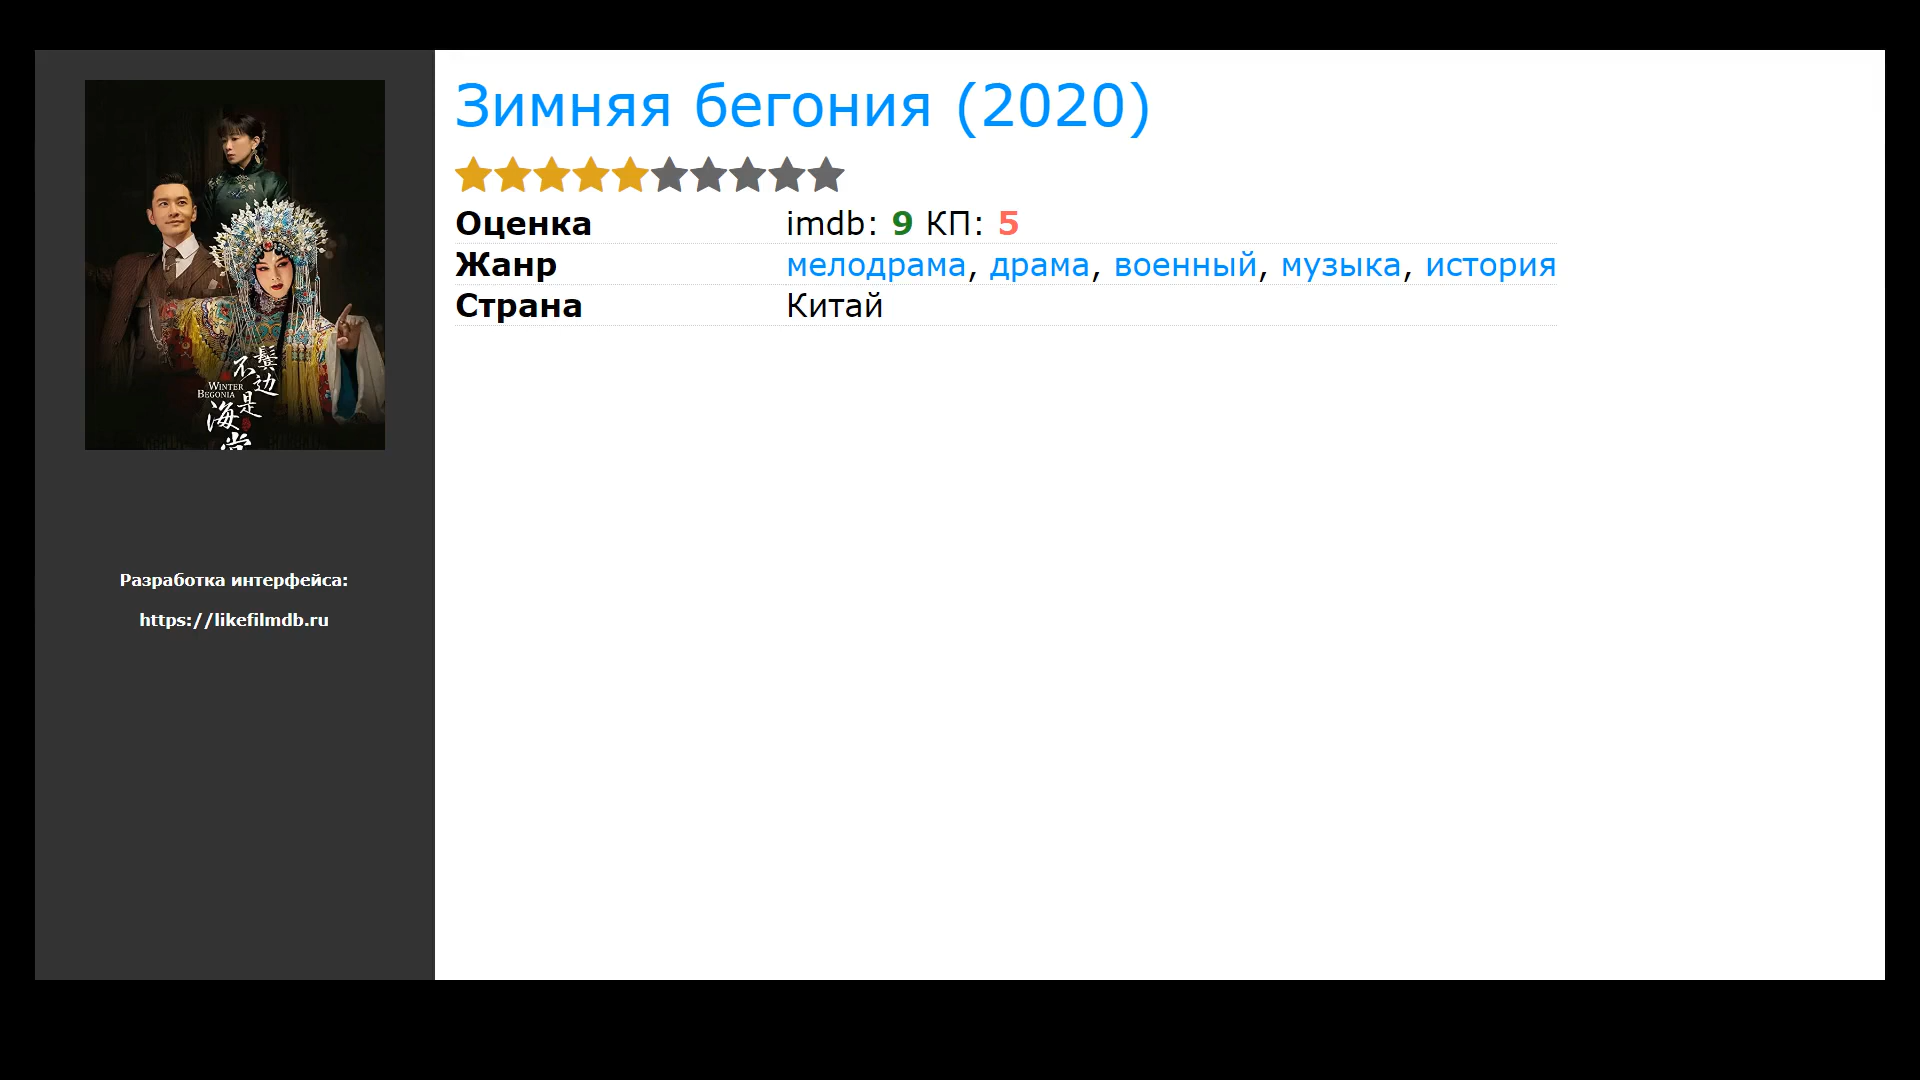 Зимняя бегония (2020)
Оценка imdb: 9 КП: 5
Жанр мелодрама, драма, военный, музыка, история
Страна Китай
鬓边
不是
海棠
WINTER
BEGONIA
Разработка интерфейса:
https://likefilmdb.ru